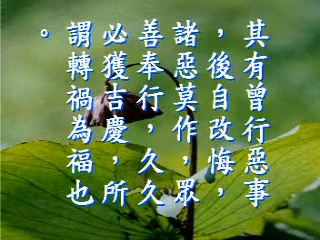 其有曾行惡事
，後自改悔，
諸惡莫作，眾
善奉行，久久
必獲吉慶，所
謂轉禍為福也
。